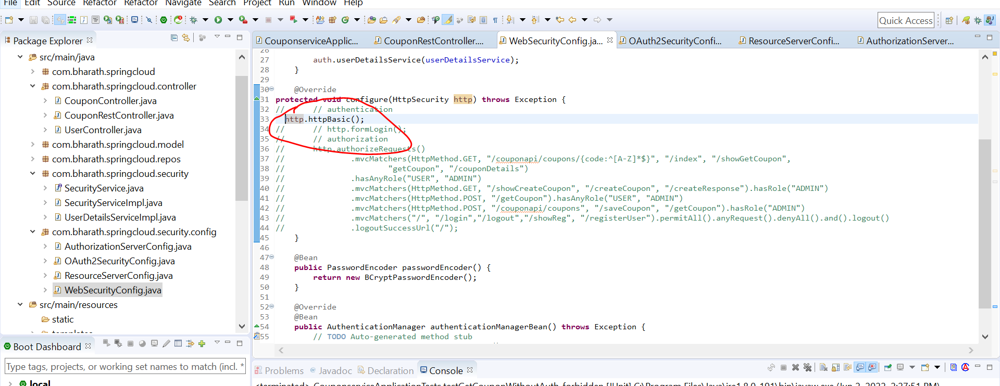 File Edit Source Refactor Refactor Navigate Search Project Run Window Help
Quick Access
Package Explorer
src/main/java
com.bharath.springcloud
com.bharath.springcloud.controller
CouponController.java
CouponRestController.java
UserController.java
com.bharath.springcloud.model
com.bharath.springcloud.repos
com.bharath.springcloud.security
SecurityService.java
SecurityServiceImpl.java
UserDetailsServiceImpl.java
com.bharath.springcloud.security.config
AuthorizationServerConfig.java
OAuth2SecurityConfig.java
ResourceServerConfig.java
WebSecurityConfig.java
src/main/resources
static
templates
Boot Dashboard
Type tags, projects, or working set names to match (incl. *
local
CouponserviceApplic... CouponRestController.... WebSecurityConfig.ja... OAuth2SecurityConfi... ResourceServerConfi... AuthorizationServer...
26
27 auth.userDetailsService(userDetailsService);
28 }
29
30 @Override
31 protected void configure(HttpSecurity http) throws Exception {
32 // // authentication
33 http.httpBasic();
34 // // http.formLogin();
35 // // authorization
36 // http.authorizeRequests()
37 // .mvcMatchers(HttpMethod.GET, "/couponapi/coupons/{code:^[A-Z]*$}", "/index", "/showGetCoupon",
38 // "getCoupon", "/couponDetails")
39 // .hasAnyRole("USER", "ADMIN")
40 // .mvcMatchers(HttpMethod.GET, "/showCreateCoupon", "/createCoupon", "/createResponse").hasRole("ADMIN")
41 // .mvcMatchers(HttpMethod.POST, "/getCoupon").hasAnyRole("USER", "ADMIN")
42 // .mvcMatchers(HttpMethod.POST, "/couponapi/coupons", "/saveCoupon", "/getCoupon").hasRole("ADMIN")
43 // .mvcMatchers("/", "/login","/logout","/showReg", "/registerUser").permitAll().anyRequest().denyAll().and().logout()
44 // .logoutSuccessUrl("/");
45 }
46
47 @Bean
48 public PasswordEncoder passwordEncoder() {
49 return new BCryptPasswordEncoder();
50 }
51
52 @Override
53 @Bean
54 public AuthenticationManager authenticationManagerBean() throws Exception {
55 // TODO Auto-generated method stub
Problems Javadoc Declaration Console
<terminated> CouponserviceApplicationTests.testGetCouponWithoutAuth_forbidden [JUnit] C:\Program Files\Java\jre1.8.0_191\bin\javaw.exe (Jun 2, 2022, 2:27:51 PM)